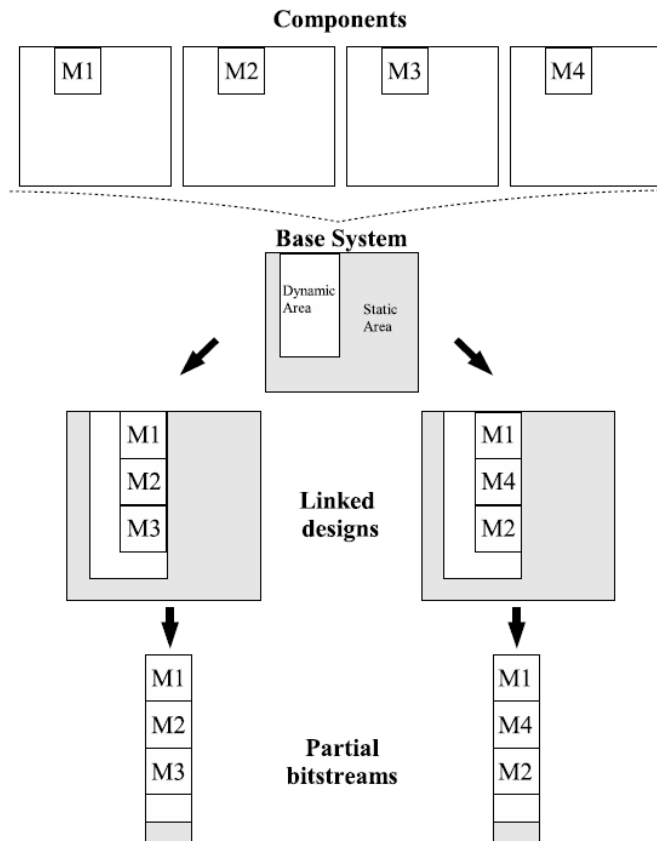 Components
M1 M2 M3 M4
Base System
Dynamic
Area
Static
Area
M1
M2
M3
Linked
designs
M1
M4
M2
M1
M2
M3
Partial
bitstreams
M1
M4
M2